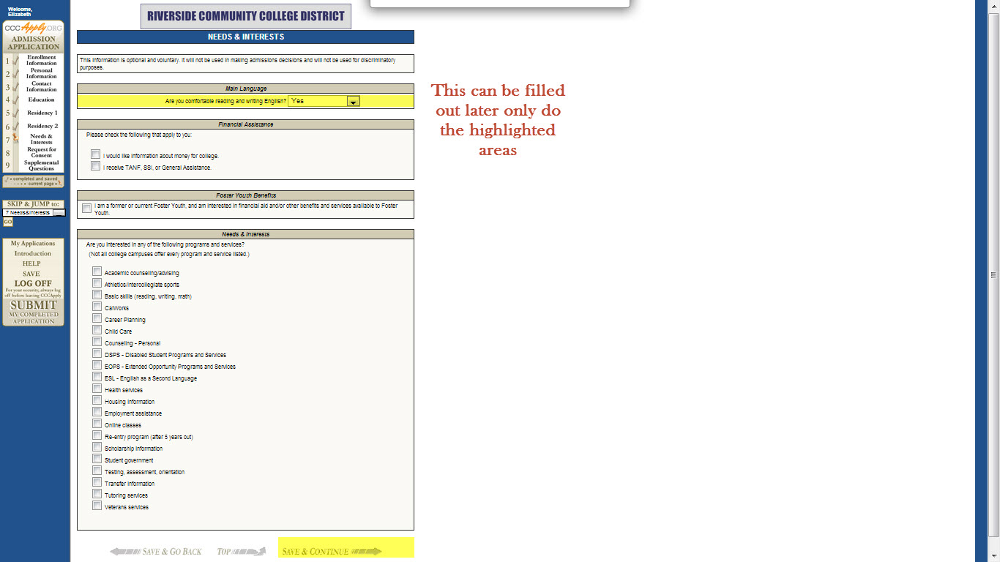 Welcome,
Elizabeth
CCCApply.ORG
ADMISSION
APPLICATION
1 Enrollment
Information
2 Personal
Information
3 Contact
Information
4 Education
5 Residency 1
6 Residency 2
7 Needs &
Interests
8 Request for
Consent
9 Supplemental
Questions
= completed and saved
current page =
SKIP & JUMP to:
7 Needs&Interests
GO
My Applications
Introduction
HELP
SAVE
LOG OFF
For your security, always log
off before leaving CCCApply
SUBMIT
MY COMPLETED
APPLICATION
RIVERSIDE COMMUNITY COLLEGE DISTRICT
NEEDS & INTERESTS
This information is optional and voluntary. It will not be used in making admissions decisions and will not be used for discriminatory
purposes.
Main Language
Are you comfortable reading and writing English? Yes
Financial Assistance
Please check the following that apply to you:
I would like information about money for college.
I receive TANF, SSI, or General Assistance.
Foster Youth Benefits
I am a former or current Foster Youth, and am interested in financial aid and/or other benefits and services available to Foster
Youth.
Needs & Interests
Are you interested in any of the following programs and services?
(Not all college campuses offer every program and service listed.)
Academic counseling/advising
Athletics/intercollegiate sports
Basic skills (reading, writing, math)
CalWorks
Career Planning
Child Care
Counseling - Personal
DSPS - Disabled Student Programs and Services
EOPS - Extended Opportunity Programs and Services
ESL - English as a Second Language
Health services
Housing information
Employment assistance
Online classes
Re-entry program (after 5 years out)
Scholarship information
Student government
Testing, assessment, orientation
Transfer information
Tutoring services
Veterans services
SAVE & GO BACK TOP SAVE & CONTINUE
This can be filled
out later only do
the highlighted
areas